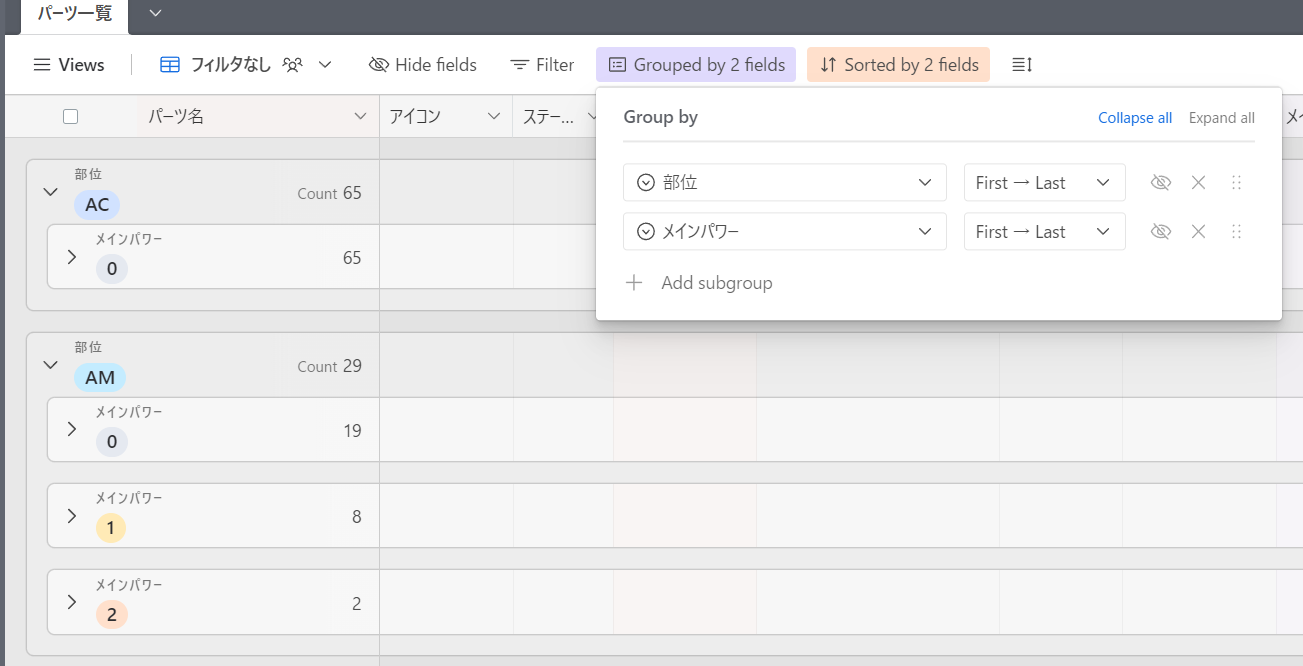 パーツ一覧
Views
フィルタなし
Hide fields
Filter
Grouped by 2 fields
Sorted by 2 fields
パーツ名
アイコン
ステー...
Group by
Collapse all
Expand all
部位
First → Last
メインパワー
First → Last
Add subgroup
部位
AC
Count 65
メインパワー
0
65
部位
AM
Count 29
メインパワー
0
19
メインパワー
1
8
メインパワー
2
2